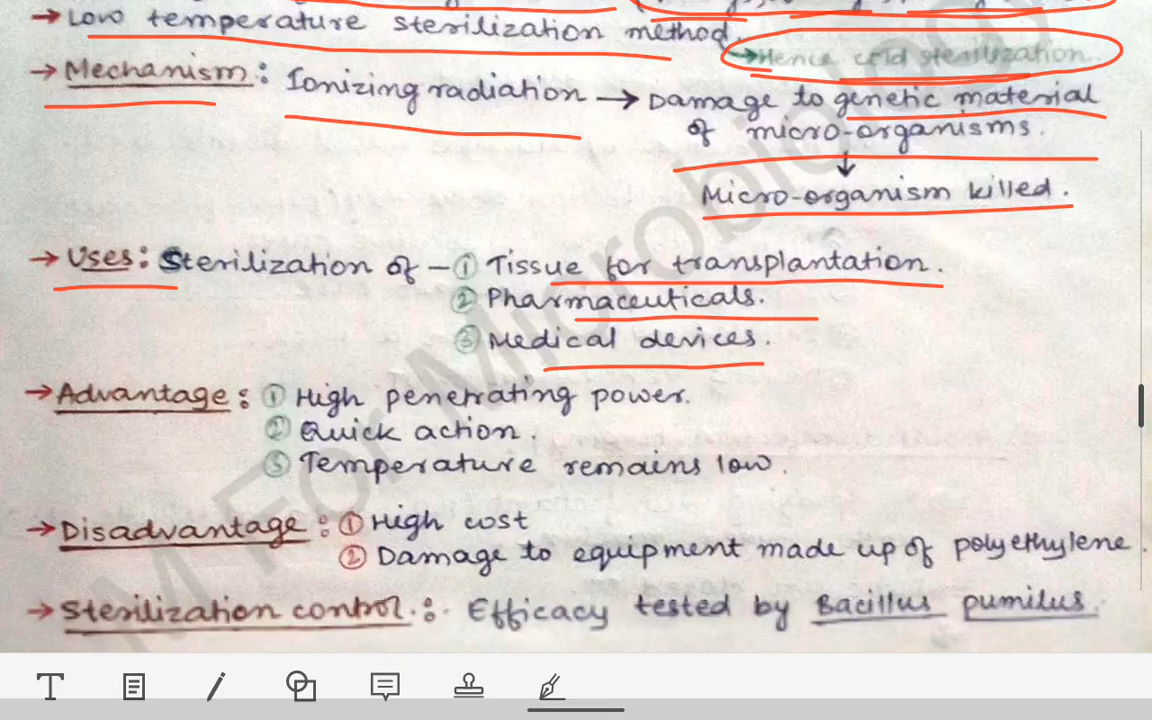 → Low temperature sterilization method.
→ Hence cold sterilization
→ Mechanism : Ionizing radiation → Damage to genetic material
of micro-organisms.
↓
Micro-organism killed.
→ Uses : Sterilization of – ① Tissue for transplantation.
② Pharmaceuticals.
③ Medical devices.
→ Advantage : ① High penetrating power.
② Quick action.
③ Temperature remains low.
→ Disadvantage : ① High cost
② Damage to equipment made up of polyethylene.
→ Sterilization control : Efficacy tested by Bacillus pumilus.
M For Microbiology
T